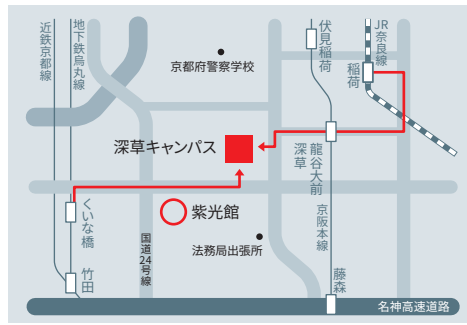 近鉄京都線
地下鉄烏丸線
伏見稲荷
JR奈良線
稲荷
京都府警察学校
深草キャンパス
龍谷大前
深草
くいな橋
紫光館
京阪本線
国道24号線
法務局出張所
竹田
藤森
名神高速道路